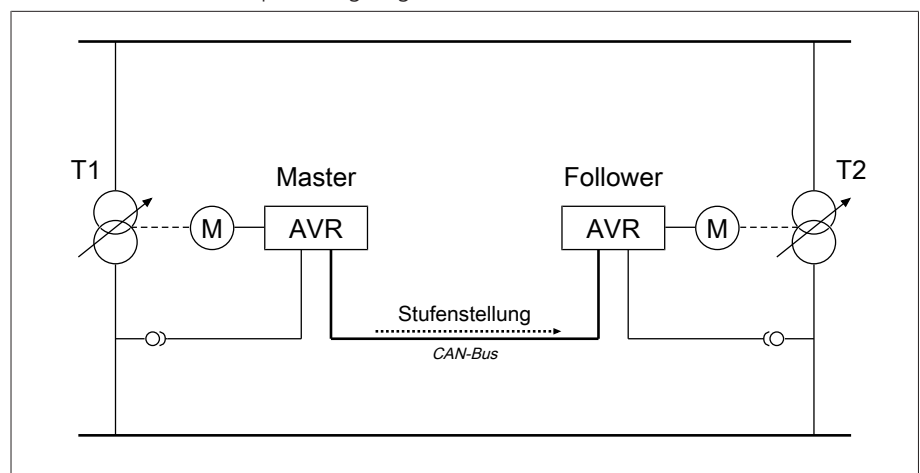 T1
Master
Follower
T2
M
AVR
AVR
M
Stufenstellung
CAN-Bus